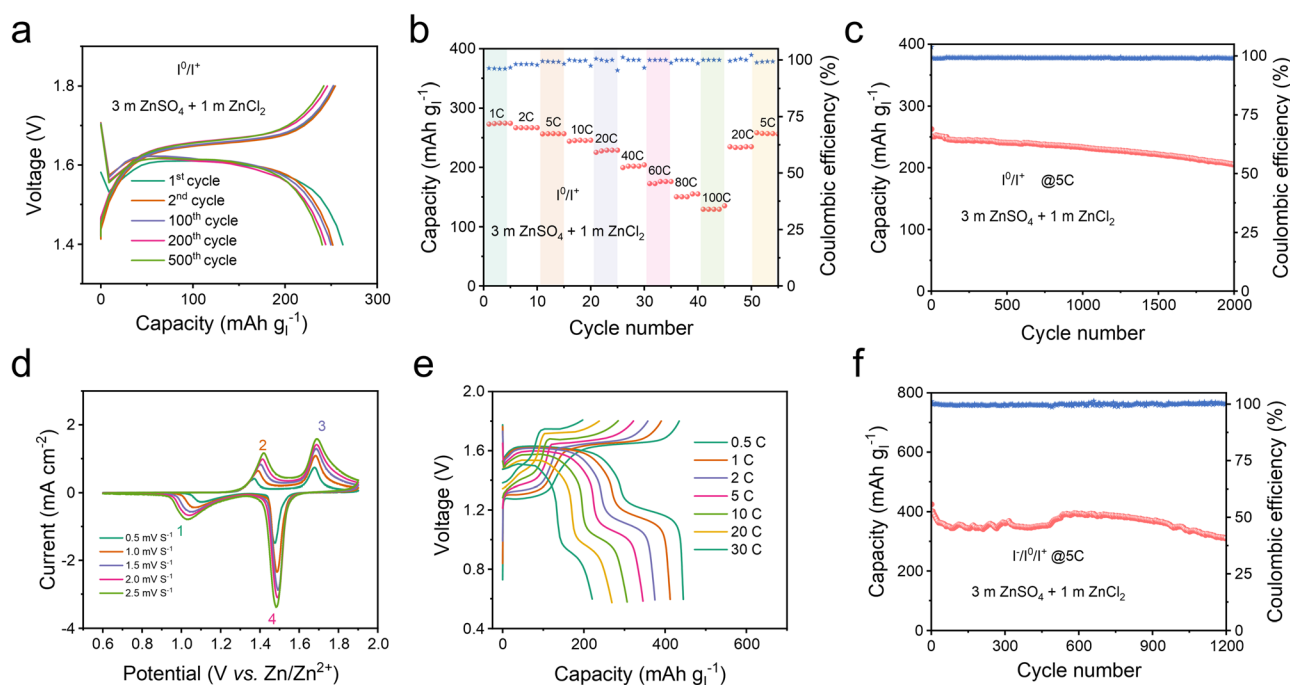 a
I⁰/I⁺
3 m ZnSO₄ + 1 m ZnCl₂
1ˢᵗ cycle
2ⁿᵈ cycle
100ᵗʰ cycle
200ᵗʰ cycle
500ᵗʰ cycle
1.8
1.6
1.4
Voltage (V)
0
100
200
300
Capacity (mAh gI⁻¹)
b
400
350
300
250
200
150
100
50
0
Capacity (mAh gI⁻¹)
1C
2C
5C
10C
20C
40C
60C
80C
100C
20C
5C
I⁰/I⁺
3 m ZnSO₄ + 1 m ZnCl₂
100
75
50
25
0
Coulombic efficiency (%)
0
10
20
30
40
50
Cycle number
c
400
350
300
250
200
150
100
50
0
Capacity (mAh gI⁻¹)
I⁰/I⁺ @5C
3 m ZnSO₄ + 1 m ZnCl₂
100
75
50
25
0
Coulombic efficiency (%)
0
500
1000
1500
2000
Cycle number
d
2
0
-2
-4
Current (mA cm⁻²)
1
2
3
4
0.5 mV S⁻¹
1.0 mV S⁻¹
1.5 mV S⁻¹
2.0 mV S⁻¹
2.5 mV S⁻¹
0.6
0.8
1.0
1.2
1.4
1.6
1.8
2.0
Potential (V vs. Zn/Zn²⁺)
e
2.0
1.6
1.2
0.8
0.4
Voltage (V)
0.5 C
1 C
2 C
5 C
10 C
20 C
30 C
0
200
400
600
Capacity (mAh gI⁻¹)
f
800
600
400
200
0
Capacity (mAh gI⁻¹)
I⁻/I⁰/I⁺ @5C
3 m ZnSO₄ + 1 m ZnCl₂
100
75
50
25
0
Coulombic efficiency (%)
0
300
600
900
1200
Cycle number